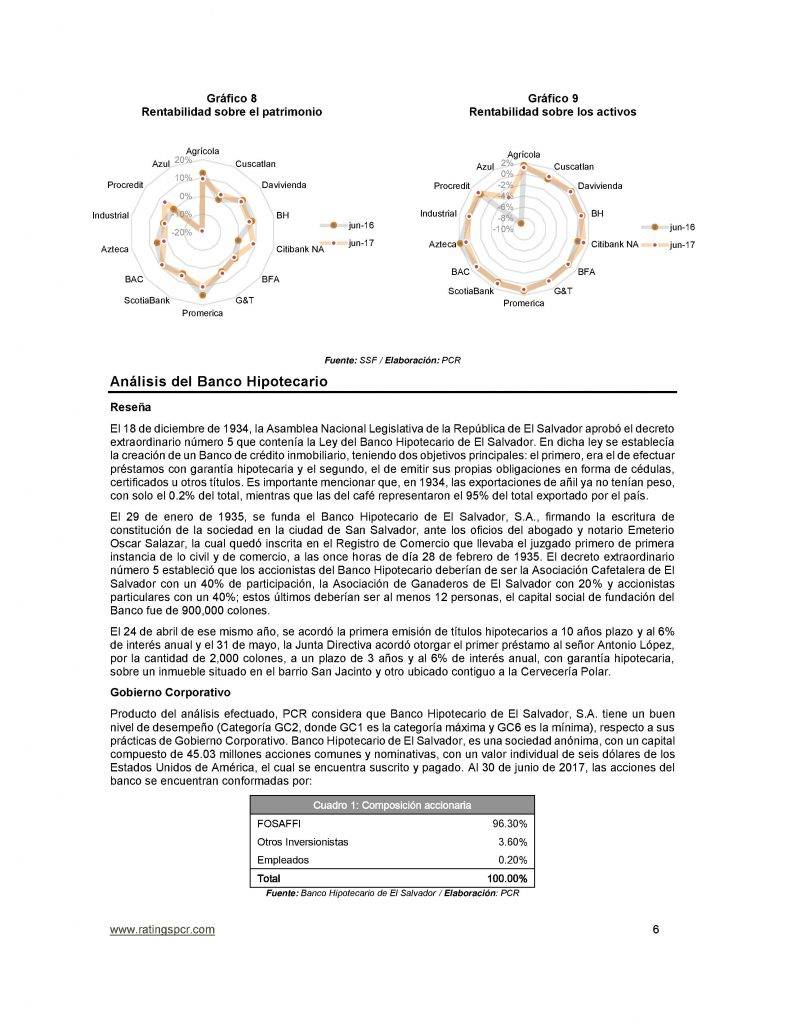 Gráfico 8
Rentabilidad sobre el patrimonio
Agrícola
Cuscatlan
Davivienda
BH
Citibank NA
BFA
G&T
Promerica
ScotiaBank
BAC
Azteca
Industrial
Procredit
Azul
20%
10%
0%
-10%
-20%
jun-16
jun-17
Gráfico 9
Rentabilidad sobre los activos
Agrícola
Cuscatlan
Davivienda
BH
Citibank NA
BFA
G&T
Promerica
ScotiaBank
BAC
Azteca
Industrial
Procredit
Azul
2%
0%
-2%
-4%
-6%
-8%
-10%
jun-16
jun-17
Fuente: SSF / Elaboración: PCR
Análisis del Banco Hipotecario
Reseña
El 18 de diciembre de 1934, la Asamblea Nacional Legislativa de la República de El Salvador aprobó el decreto
extraordinario número 5 que contenía la Ley del Banco Hipotecario de El Salvador. En dicha ley se establecía
la creación de un Banco de crédito inmobiliario, teniendo dos objetivos principales: el primero, era el de efectuar
préstamos con garantía hipotecaria y el segundo, el de emitir sus propias obligaciones en forma de cédulas,
certificados u otros títulos. Es importante mencionar que, en 1934, las exportaciones de añil ya no tenían peso,
con solo el 0.2% del total, mientras que las del café representaron el 95% del total exportado por el país.
El 29 de enero de 1935, se funda el Banco Hipotecario de El Salvador, S.A., firmando la escritura de
constitución de la sociedad en la ciudad de San Salvador, ante los oficios del abogado y notario Emeterio
Oscar Salazar, la cual quedó inscrita en el Registro de Comercio que llevaba el juzgado primero de primera
instancia de lo civil y de comercio, a las once horas de día 28 de febrero de 1935. El decreto extraordinario
número 5 estableció que los accionistas del Banco Hipotecario deberían de ser la Asociación Cafetalera de El
Salvador con un 40% de participación, la Asociación de Ganaderos de El Salvador con 20% y accionistas
particulares con un 40%; estos últimos deberían ser al menos 12 personas, el capital social de fundación del
Banco fue de 900,000 colones.
El 24 de abril de ese mismo año, se acordó la primera emisión de títulos hipotecarios a 10 años plazo y al 6%
de interés anual y el 31 de mayo, la Junta Directiva acordó otorgar el primer préstamo al señor Antonio López,
por la cantidad de 2,000 colones, a un plazo de 3 años y al 6% de interés anual, con garantía hipotecaria,
sobre un inmueble situado en el barrio San Jacinto y otro ubicado contiguo a la Cervecería Polar.
Gobierno Corporativo
Producto del análisis efectuado, PCR considera que Banco Hipotecario de El Salvador, S.A. tiene un buen
nivel de desempeño (Categoría GC2, donde GC1 es la categoría máxima y GC6 es la mínima), respecto a sus
prácticas de Gobierno Corporativo. Banco Hipotecario de El Salvador, es una sociedad anónima, con un capital
compuesto de 45.03 millones acciones comunes y nominativas, con un valor individual de seis dólares de los
Estados Unidos de América, el cual se encuentra suscrito y pagado. Al 30 de junio de 2017, las acciones del
banco se encuentran conformadas por:
Cuadro 1: Composición accionaria
FOSAFFI 96.30%
Otros Inversionistas 3.60%
Empleados 0.20%
Total 100.00%
Fuente: Banco Hipotecario de El Salvador / Elaboración: PCR
www.ratingspcr.com 6